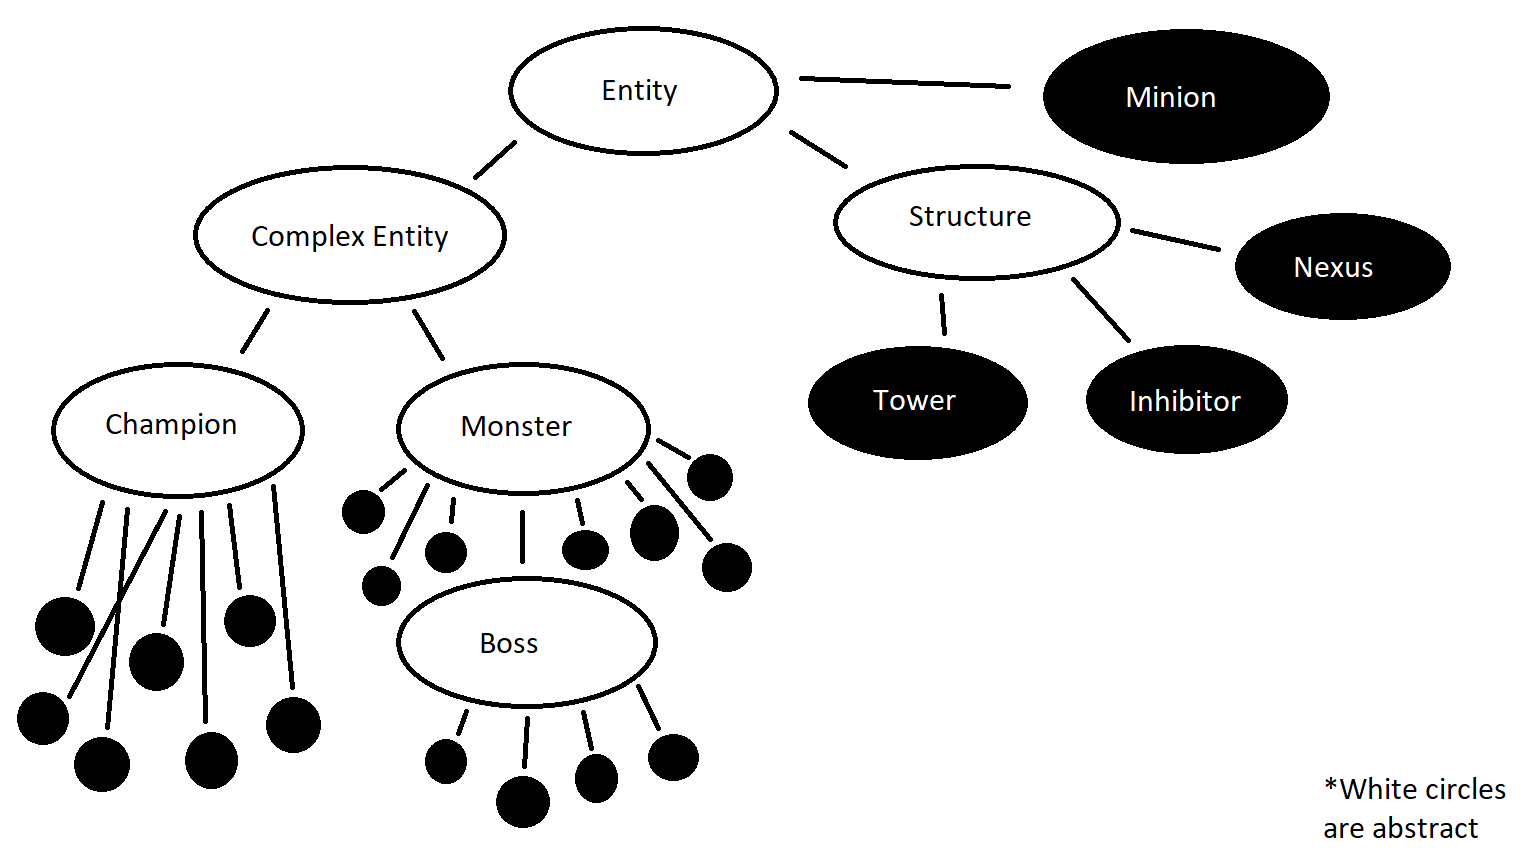 Entity
Minion
Complex Entity
Structure
Nexus
Champion
Monster
Tower
Inhibitor
Boss
*White circles
are abstract